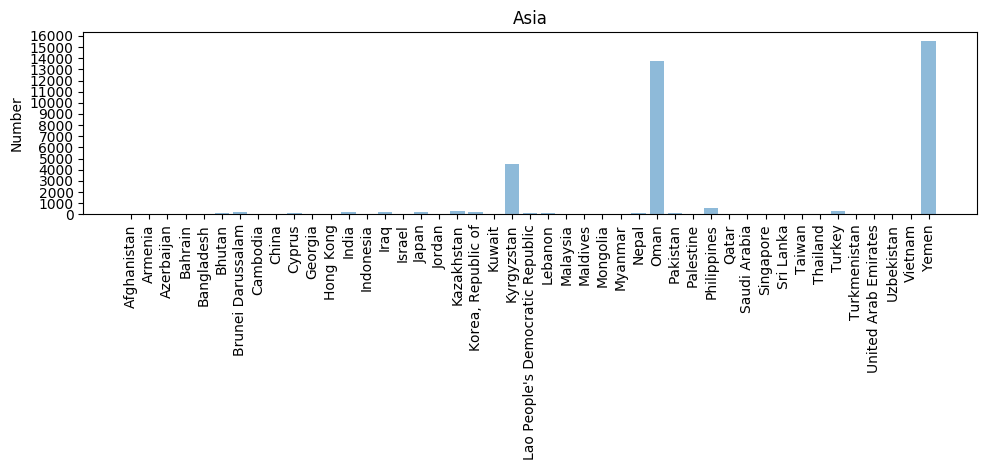 Asia
Number
16000
15000
14000
13000
12000
11000
10000
9000
8000
7000
6000
5000
4000
3000
2000
1000
0
Afghanistan
Armenia
Azerbaijan
Bahrain
Bangladesh
Bhutan
Brunei Darussalam
Cambodia
China
Cyprus
Georgia
Hong Kong
India
Indonesia
Iraq
Israel
Japan
Jordan
Kazakhstan
Korea, Republic of
Kuwait
Kyrgyzstan
Lao People's Democratic Republic
Lebanon
Malaysia
Maldives
Mongolia
Myanmar
Nepal
Oman
Pakistan
Palestine
Philippines
Qatar
Saudi Arabia
Singapore
Sri Lanka
Taiwan
Thailand
Turkey
Turkmenistan
United Arab Emirates
Uzbekistan
Vietnam
Yemen